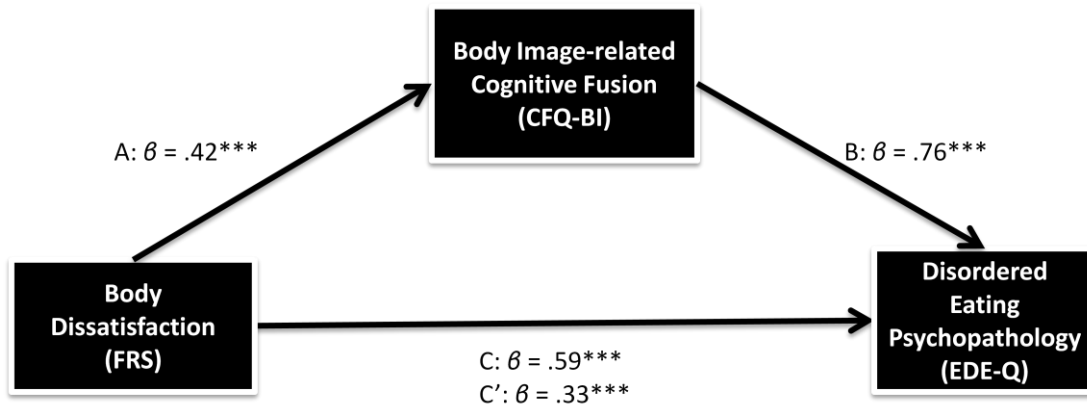 Body Image-related
Cognitive Fusion
(CFQ-BI)
A: β = .42***
B: β = .76***
Body
Dissatisfaction
(FRS)
Disordered
Eating
Psychopathology
(EDE-Q)
C: β = .59***
C’: β = .33***